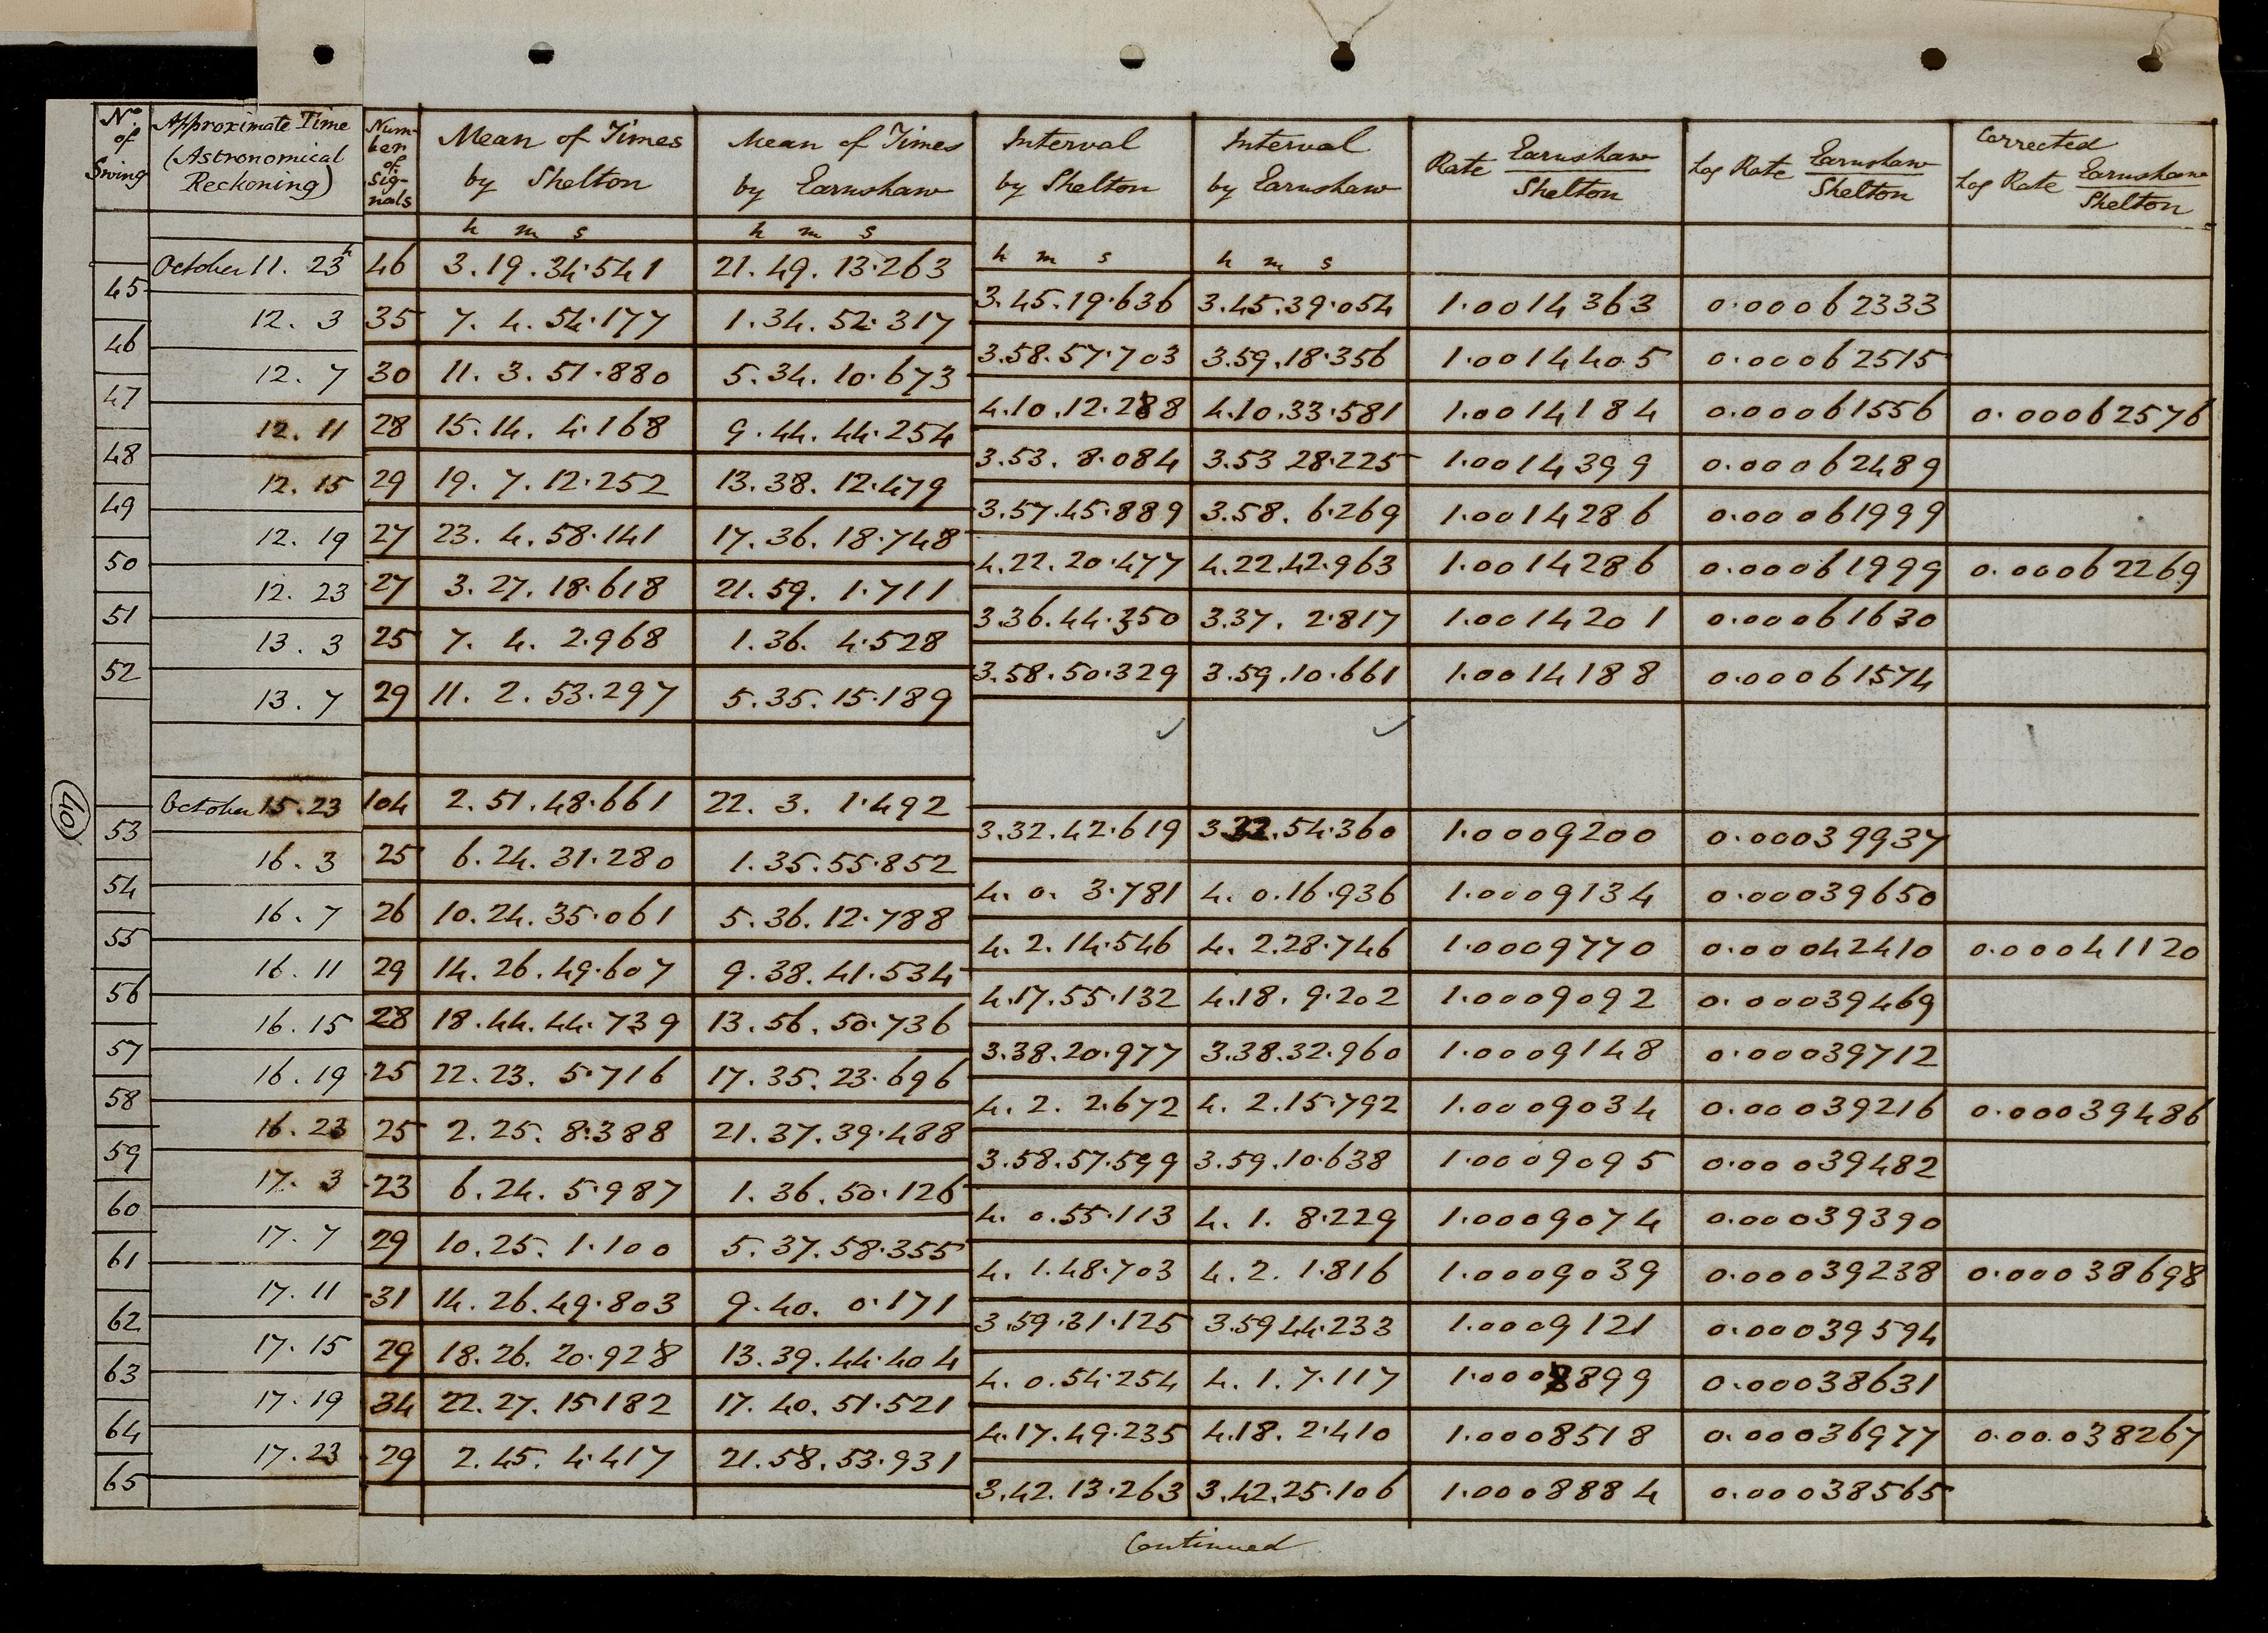 No. of Swing | Approximate Time (Astronomical Reckoning) | Number of Signals | Mean of Times by Shelton | Mean of Times by Earnshaw | Interval by Shelton | Interval by Earnshaw | Rate Earnshaw/Shelton | Log Rate Earnshaw/Shelton | Corrected Log Rate Earnshaw/Shelton
h m s | h m s
October 11. 23h | 46 | 3. 19. 34·541 | 21. 49. 13·263 | h m s | h m s
45 | 3. 45. 19·636 | 3. 45. 39·054 | 1·0014363 | 0·00062333
12. 3 | 35 | 7. 4. 54·177 | 1. 34. 52·317
46 | 3. 58. 57·703 | 3. 59. 18·356 | 1·0014405 | 0·00062515
12. 7 | 30 | 11. 3. 51·880 | 5. 34. 10·673
47 | 4. 10. 12·288 | 4. 10. 33·581 | 1·0014184 | 0·00061556 | 0·00062576
12. 11 | 28 | 15. 14. 4·168 | 9. 44. 44·254
48 | 3. 53. 8·084 | 3. 53 28·225 | 1·0014399 | 0·00062489
12. 15 | 29 | 19. 7. 12·252 | 13. 38. 12·479
49 | 3. 57. 45·889 | 3. 58. 6·269 | 1·0014286 | 0·00061999
12. 19 | 27 | 23. 4. 58·141 | 17. 36. 18·748
50 | 4. 22. 20·477 | 4. 22. 42·963 | 1·0014286 | 0·00061999 | 0·00062269
12. 23 | 27 | 3. 27. 18·618 | 21. 59. 1·711
51 | 3. 36. 44·350 | 3. 37. 2·817 | 1·0014201 | 0·00061630
13. 3 | 25 | 7. 4. 2·968 | 1. 36. 4·528
52 | 3. 58. 50·329 | 3. 59. 10·661 | 1·0014188 | 0·00061574
13. 7 | 29 | 11. 2. 53·297 | 5. 35. 15·189
October 15. 23 | 104 | 2. 51. 48·661 | 22. 3. 1·492
53 | 3. 32. 42·619 | 3 32. 54·360 | 1·0009200 | 0·00039937
16. 3 | 25 | 6. 24. 31·280 | 1. 35. 55·852
54 | 4. 0. 3·781 | 4. 0. 16·936 | 1·0009134 | 0·00039650
16. 7 | 26 | 10. 24. 35·061 | 5. 36. 12·788
55 | 4. 2. 14·546 | 4. 2. 28·746 | 1·0009770 | 0·00042410 | 0·00041120
16. 11 | 29 | 14. 26. 49·607 | 9. 38. 41·534
56 | 4. 17. 55·132 | 4. 18. 9·202 | 1·0009092 | 0·00039469
16. 15 | 28 | 18. 44. 44·739 | 13. 56. 50·736
57 | 3. 38. 20·977 | 3. 38. 32·960 | 1·0009148 | 0·00039712
16. 19 | 25 | 22. 23. 5·716 | 17. 35. 23·696
58 | 4. 2. 2·672 | 4. 2. 15·792 | 1·0009034 | 0·00039216 | 0·00039486
16. 23 | 25 | 2. 25. 8·388 | 21. 37. 39·488
59 | 3. 58. 57·599 | 3. 59. 10·638 | 1·0009095 | 0·00039482
17. 3 | 23 | 6. 24. 5·987 | 1. 36. 50·126
60 | 4. 0. 55·113 | 4. 1. 8·229 | 1·0009074 | 0·00039390
17. 7 | 29 | 10. 25. 1·100 | 5. 37. 58·355
61 | 4. 1. 48·703 | 4. 2. 1·816 | 1·0009039 | 0·00039238 | 0·00038698
17. 11 | 31 | 14. 26. 49·803 | 9. 40. 0·171
62 | 3. 59. 31·125 | 3. 59 44·233 | 1·0009121 | 0·00039594
17. 15 | 29 | 18. 26. 20·928 | 13. 39. 44·404
63 | 4. 0. 54·254 | 4. 1. 7·117 | 1·0008899 | 0·00038631
17. 19 | 34 | 22. 27. 15·182 | 17. 40. 51·521
64 | 4. 17. 49·235 | 4. 18. 2·410 | 1·0008518 | 0·00036977 | 0·00038267
17. 23 | 29 | 2. 45. 4·417 | 21. 58. 53·931
65 | 3. 42. 13·263 | 3. 42. 25·106 | 1·0008884 | 0·00038565
Continued
40